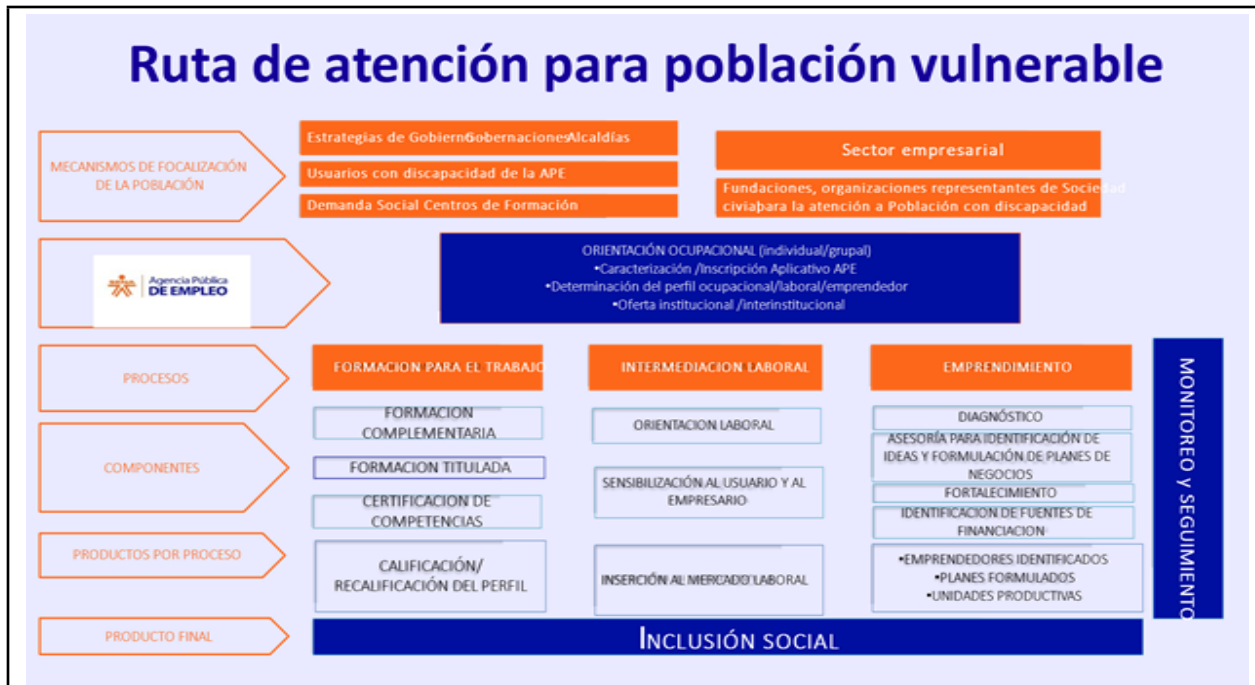 Ruta de atención para población vulnerable
MECANISMOS DE FOCALIZACIÓN
DE LA POBLACIÓN
Estrategias de Gobierno Gobernaciones Alcaldías
Usuarios con discapacidad de la APE
Demanda Social Centros de Formación
Sector empresarial
Fundaciones, organizaciones representantes de Sociedad
civil para la atención a Población con discapacidad
Agencia Pública
DE EMPLEO
ORIENTACIÓN OCUPACIONAL (individual/grupal)
•Caracterización /Inscripción Aplicativo APE
•Determinación del perfil ocupacional/laboral/emprendedor
•Oferta institucional /interinstitucional
PROCESOS
FORMACION PARA EL TRABAJO
INTERMEDIACION LABORAL
EMPRENDIMIENTO
COMPONENTES
FORMACION
COMPLEMENTARIA
FORMACION TITULADA
CERTIFICACION DE
COMPETENCIAS
ORIENTACION LABORAL
SENSIBILIZACIÓN AL USUARIO Y AL
EMPRESARIO
DIAGNÓSTICO
ASESORÍA PARA IDENTIFICACIÓN DE
IDEAS Y FORMULACIÓN DE PLANES DE
NEGOCIOS
FORTALECIMIENTO
IDENTIFICACION DE FUENTES DE
FINANCIACION
PRODUCTOS POR PROCESO
CALIFICACIÓN/
RECALIFICACIÓN DEL PERFIL
INSERCIÓN AL MERCADO LABORAL
•EMPRENDEDORES IDENTIFICADOS
•PLANES FORMULADOS
•UNIDADES PRODUCTIVAS
PRODUCTO FINAL
INCLUSIÓN SOCIAL
MONITOREO y SEGUIMIENTO